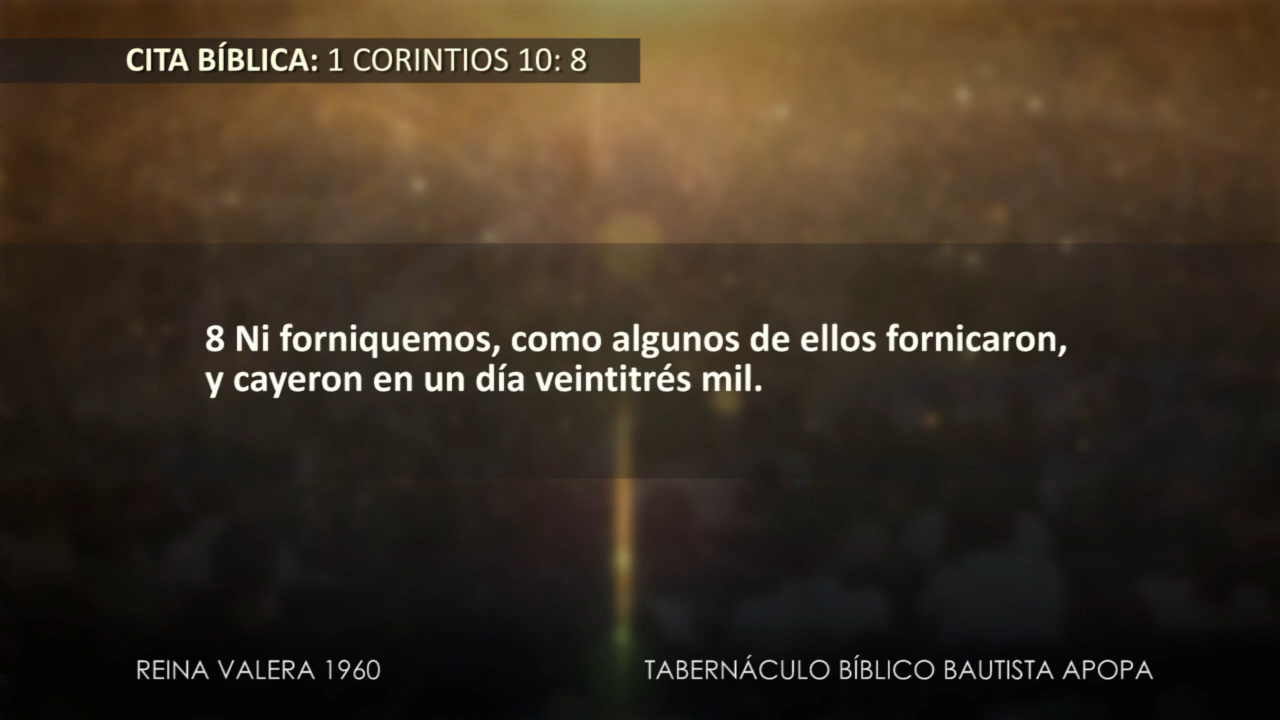 CITA BÍBLICA: 1 CORINTIOS 10: 8
8 Ni forniquemos, como algunos de ellos fornicaron,
y cayeron en un día veintitrés mil.
REINA VALERA 1960
TABERNÁCULO BÍBLICO BAUTISTA APOPA